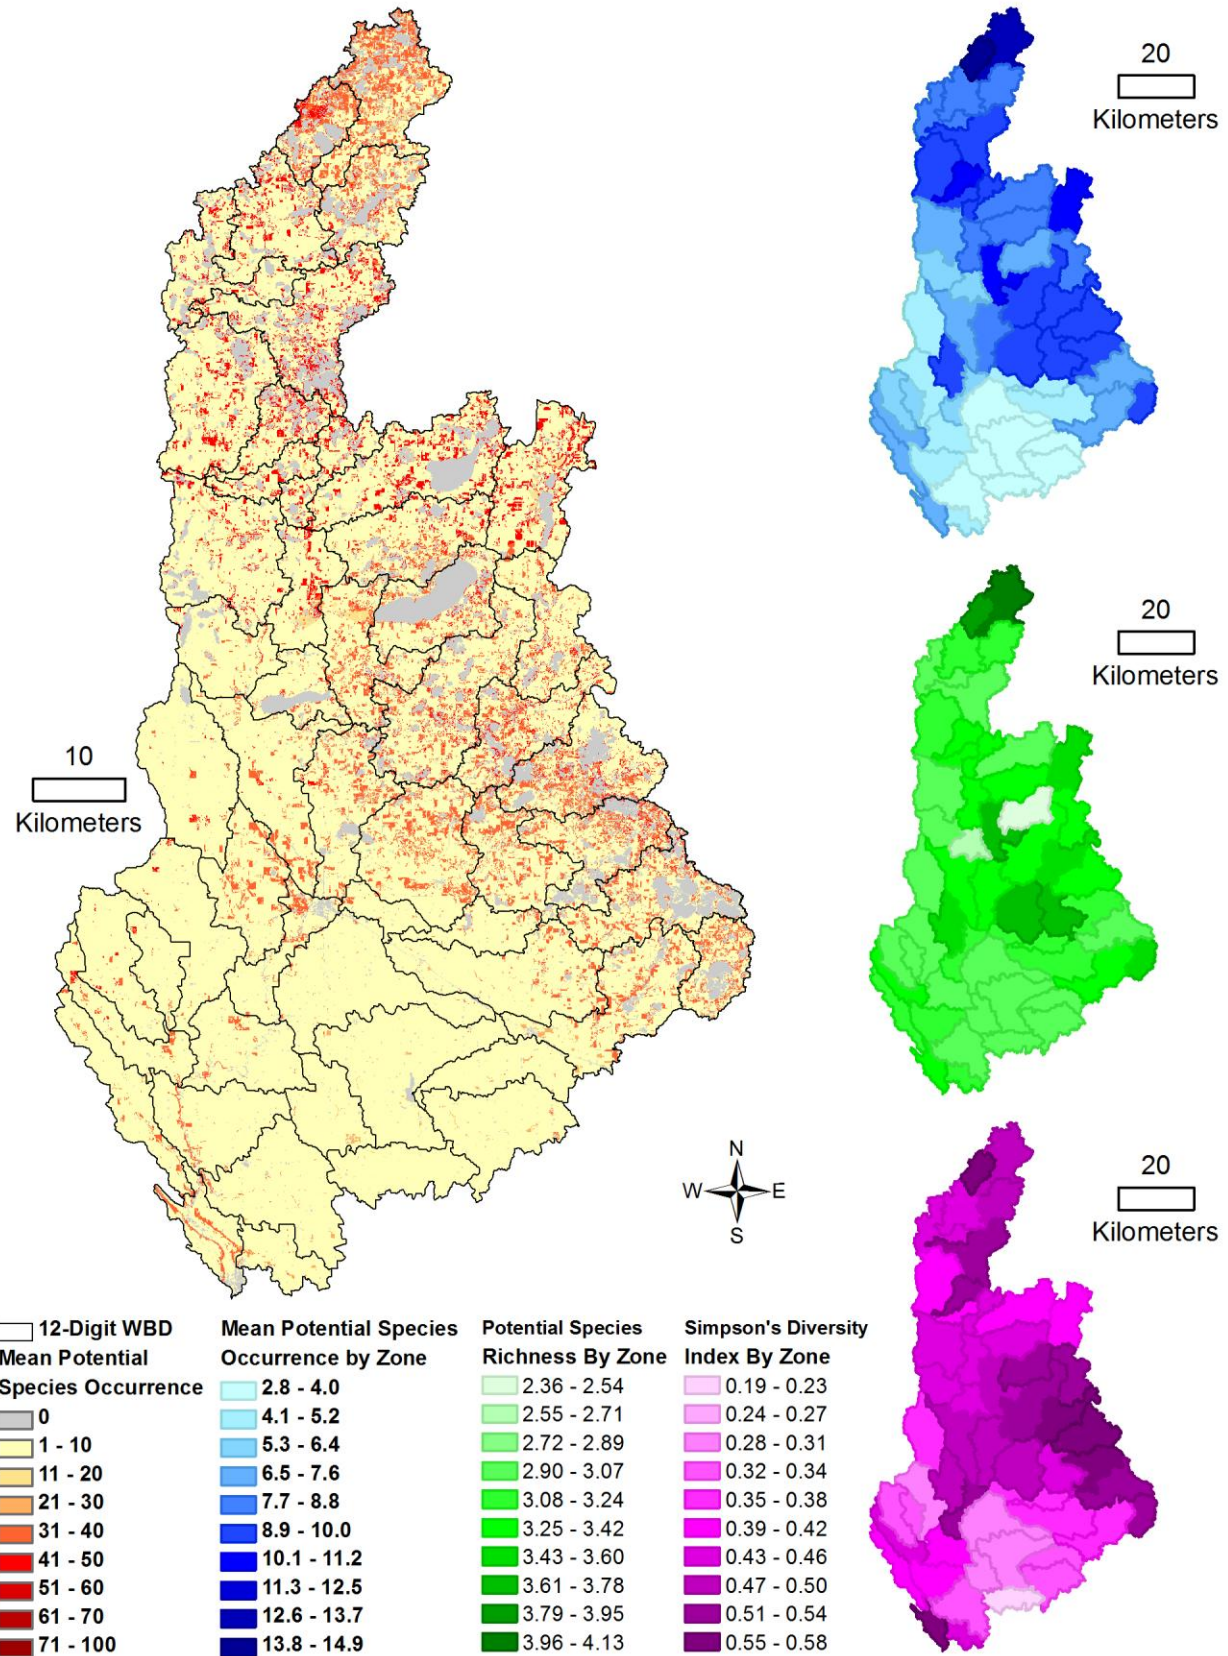 20
Kilometers
20
Kilometers
10
Kilometers
N
W E
S
20
Kilometers
12-Digit WBD
Mean Potential
Species Occurrence
0
1 - 10
11 - 20
21 - 30
31 - 40
41 - 50
51 - 60
61 - 70
71 - 100
Mean Potential Species
Occurrence by Zone
2.8 - 4.0
4.1 - 5.2
5.3 - 6.4
6.5 - 7.6
7.7 - 8.8
8.9 - 10.0
10.1 - 11.2
11.3 - 12.5
12.6 - 13.7
13.8 - 14.9
Potential Species
Richness By Zone
2.36 - 2.54
2.55 - 2.71
2.72 - 2.89
2.90 - 3.07
3.08 - 3.24
3.25 - 3.42
3.43 - 3.60
3.61 - 3.78
3.79 - 3.95
3.96 - 4.13
Simpson's Diversity
Index By Zone
0.19 - 0.23
0.24 - 0.27
0.28 - 0.31
0.32 - 0.34
0.35 - 0.38
0.39 - 0.42
0.43 - 0.46
0.47 - 0.50
0.51 - 0.54
0.55 - 0.58